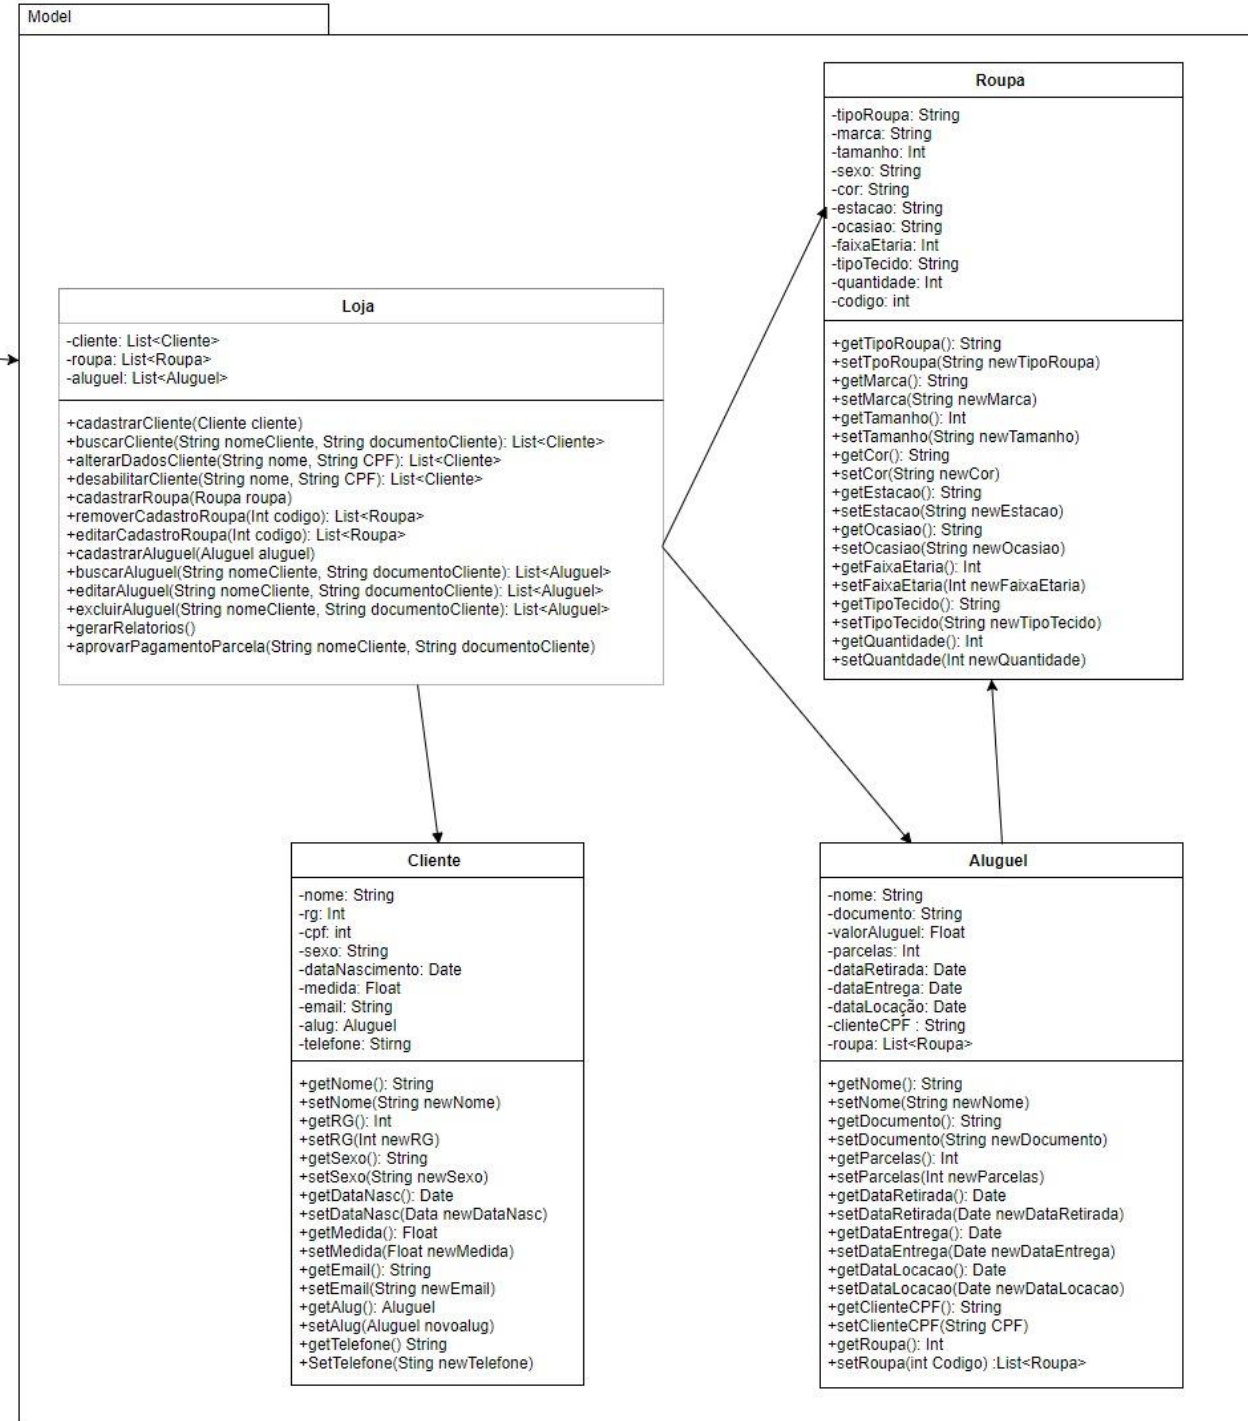 Model
Roupa
-tipoRoupa: String
-marca: String
-tamanho: Int
-sexo: String
-cor: String
-estacao: String
-ocasiao: String
-faixaEtaria: Int
-tipoTecido: String
-quantidade: Int
-codigo: int
+getTipoRoupa(): String
+setTpoRoupa(String newTipoRoupa)
+getMarca(): String
+setMarca(String newMarca)
+getTamanho(): Int
+setTamanho(String newTamanho)
+getCor(): String
+setCor(String newCor)
+getEstacao(): String
+setEstacao(String newEstacao)
+getOcasiao(): String
+setOcasiao(String newOcasiao)
+getFaixaEtaria(): Int
+setFaixaEtaria(Int newFaixaEtaria)
+getTipoTecido(): String
+setTipoTecido(String newTipoTecido)
+getQuantidade(): Int
+setQuantdade(Int newQuantidade)
Loja
-cliente: List<Cliente>
-roupa: List<Roupa>
-aluguel: List<Aluguel>
+cadastrarCliente(Cliente cliente)
+buscarCliente(String nomeCliente, String documentoCliente): List<Cliente>
+alterarDadosCliente(String nome, String CPF): List<Cliente>
+desabilitarCliente(String nome, String CPF): List<Cliente>
+cadastrarRoupa(Roupa roupa)
+removerCadastroRoupa(Int codigo): List<Roupa>
+editarCadastroRoupa(Int codigo): List<Roupa>
+cadastrarAluguel(Aluguel aluguel)
+buscarAluguel(String nomeCliente, String documentoCliente): List<Aluguel>
+editarAluguel(String nomeCliente, String documentoCliente): List<Aluguel>
+excluirAluguel(String nomeCliente, String documentoCliente): List<Aluguel>
+gerarRelatorios()
+aprovarPagamentoParcela(String nomeCliente, String documentoCliente)
Cliente
-nome: String
-rg: Int
-cpf: int
-sexo: String
-dataNascimento: Date
-medida: Float
-email: String
-alug: Aluguel
-telefone: Stirng
+getNome(): String
+setNome(String newNome)
+getRG(): Int
+setRG(Int newRG)
+getSexo(): String
+setSexo(String newSexo)
+getDataNasc(): Date
+setDataNasc(Data newDataNasc)
+getMedida(): Float
+setMedida(Float newMedida)
+getEmail(): String
+setEmail(String newEmail)
+getAlug(): Aluguel
+setAlug(Aluguel novoalug)
+getTelefone() String
+SetTelefone(Sting newTelefone)
Aluguel
-nome: String
-documento: String
-valorAluguel: Float
-parcelas: Int
-dataRetirada: Date
-dataEntrega: Date
-dataLocação: Date
-clienteCPF : String
-roupa: List<Roupa>
+getNome(): String
+setNome(String newNome)
+getDocumento(): String
+setDocumento(String newDocumento)
+getParcelas(): Int
+setParcelas(Int newParcelas)
+getDataRetirada(): Date
+setDataRetirada(Date newDataRetirada)
+getDataEntrega(): Date
+setDataEntrega(Date newDataEntrega)
+getDataLocacao(): Date
+setDataLocacao(Date newDataLocacao)
+getClienteCPF(): String
+setClienteCPF(String CPF)
+getRoupa(): Int
+setRoupa(int Codigo) :List<Roupa>